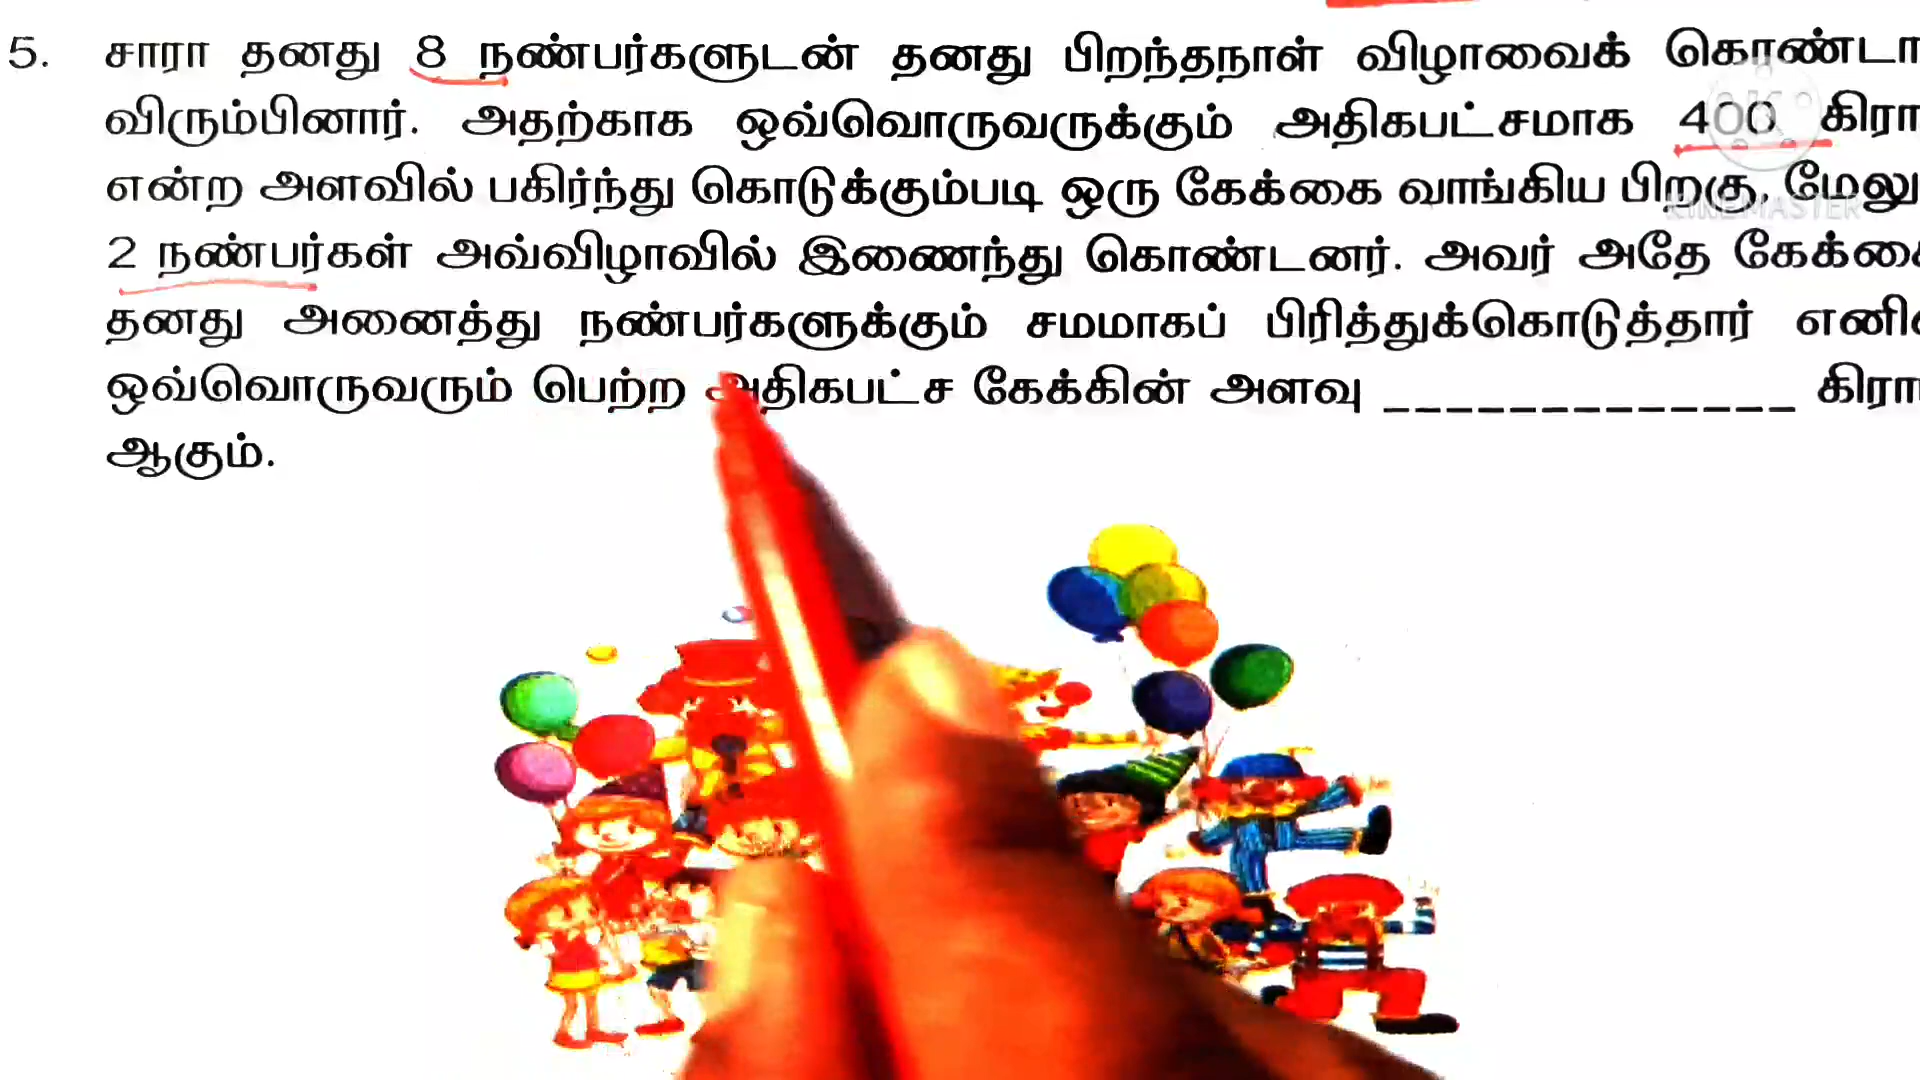 5. சாரா தனது 8 நண்பர்களுடன் தனது பிறந்தநாள் விழாவைக் கொண்டா
விரும்பினார். அதற்காக ஒவ்வொருவருக்கும் அதிகபட்சமாக 400 கிரா
என்ற அளவில் பகிர்ந்து கொடுக்கும்படி ஒரு கேக்கை வாங்கிய பிறகு, மேலு
2 நண்பர்கள் அவ்விழாவில் இணைந்து கொண்டனர். அவர் அதே கேக்கை
தனது அனைத்து நண்பர்களுக்கும் சமமாகப் பிரித்துக்கொடுத்தார் எனி
ஒவ்வொருவரும் பெற்ற அதிகபட்ச கேக்கின் அளவு _____________ கிரா
ஆகும்.
KINEMASTER